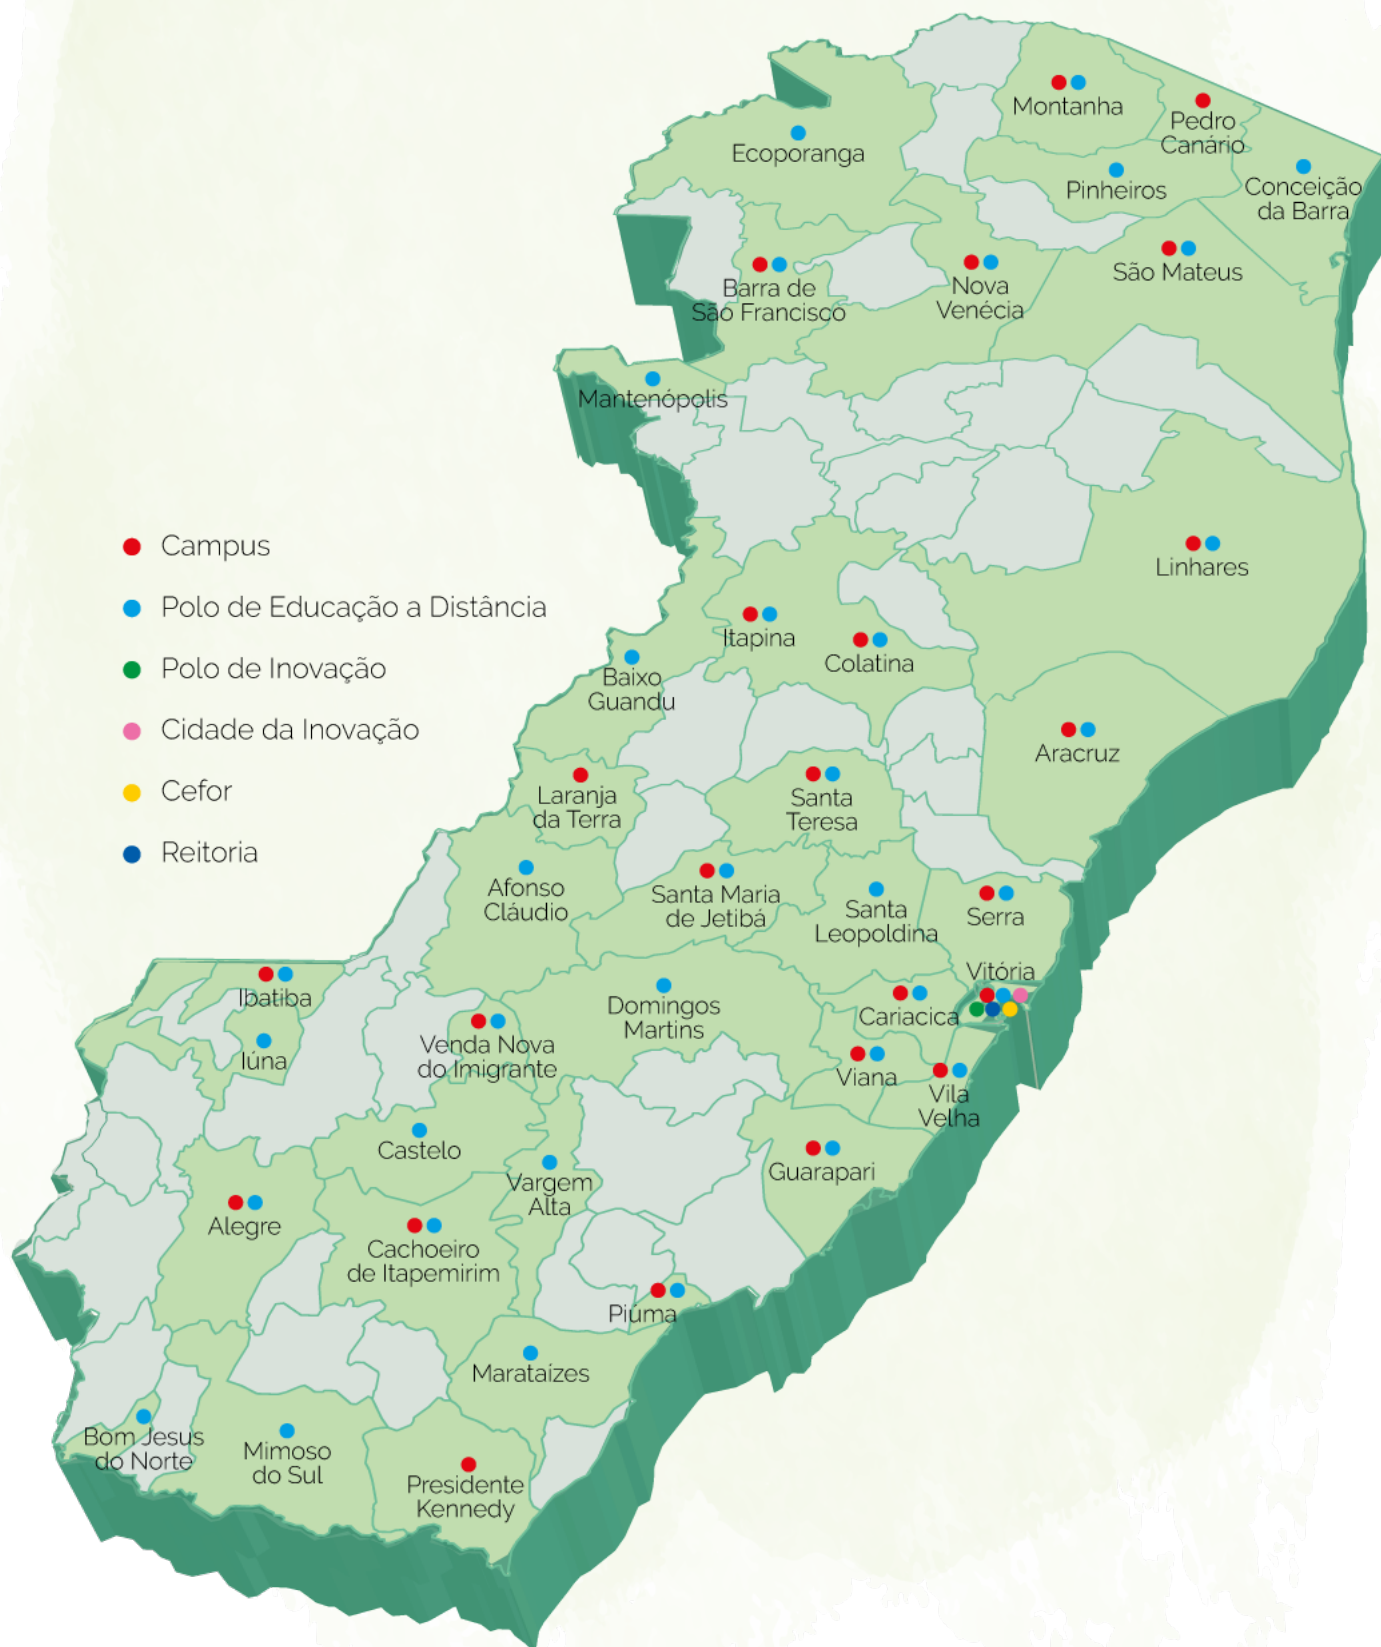 Montanha
Pedro
Canário
Ecoporanga
Pinheiros
Conceição
da Barra
São Mateus
Barra de
São Francisco
Nova
Venécia
Mantenópolis
Campus
Polo de Educação a Distância
Polo de Inovação
Cidade da Inovação
Cefor
Reitoria
Linhares
Itapina
Colatina
Baixo
Guandu
Aracruz
Laranja
da Terra
Santa
Teresa
Afonso
Cláudio
Santa Maria
de Jetibá
Santa
Leopoldina
Serra
Vitória
Ibatiba
Domingos
Martins
Cariacica
Iúna
Venda Nova
do Imigrante
Viana
Vila
Velha
Castelo
Guarapari
Vargem
Alta
Alegre
Cachoeiro
de Itapemirim
Piúma
Marataízes
Bom Jesus
do Norte
Mimoso
do Sul
Presidente
Kennedy